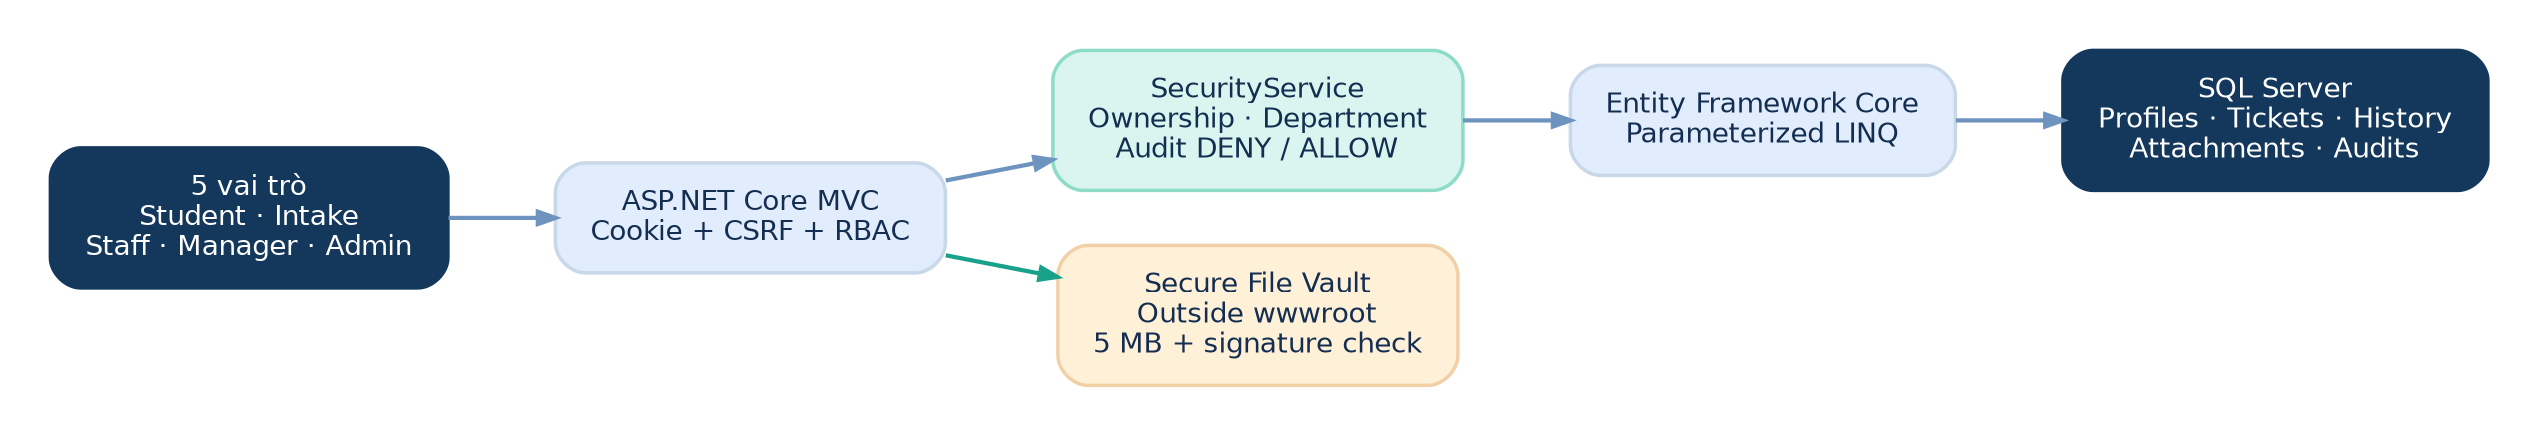 5 vai trò
Student · Intake
Staff · Manager · Admin
ASP.NET Core MVC
Cookie + CSRF + RBAC
SecurityService
Ownership · Department
Audit DENY / ALLOW
Secure File Vault
Outside wwwroot
5 MB + signature check
Entity Framework Core
Parameterized LINQ
SQL Server
Profiles · Tickets · History
Attachments · Audits